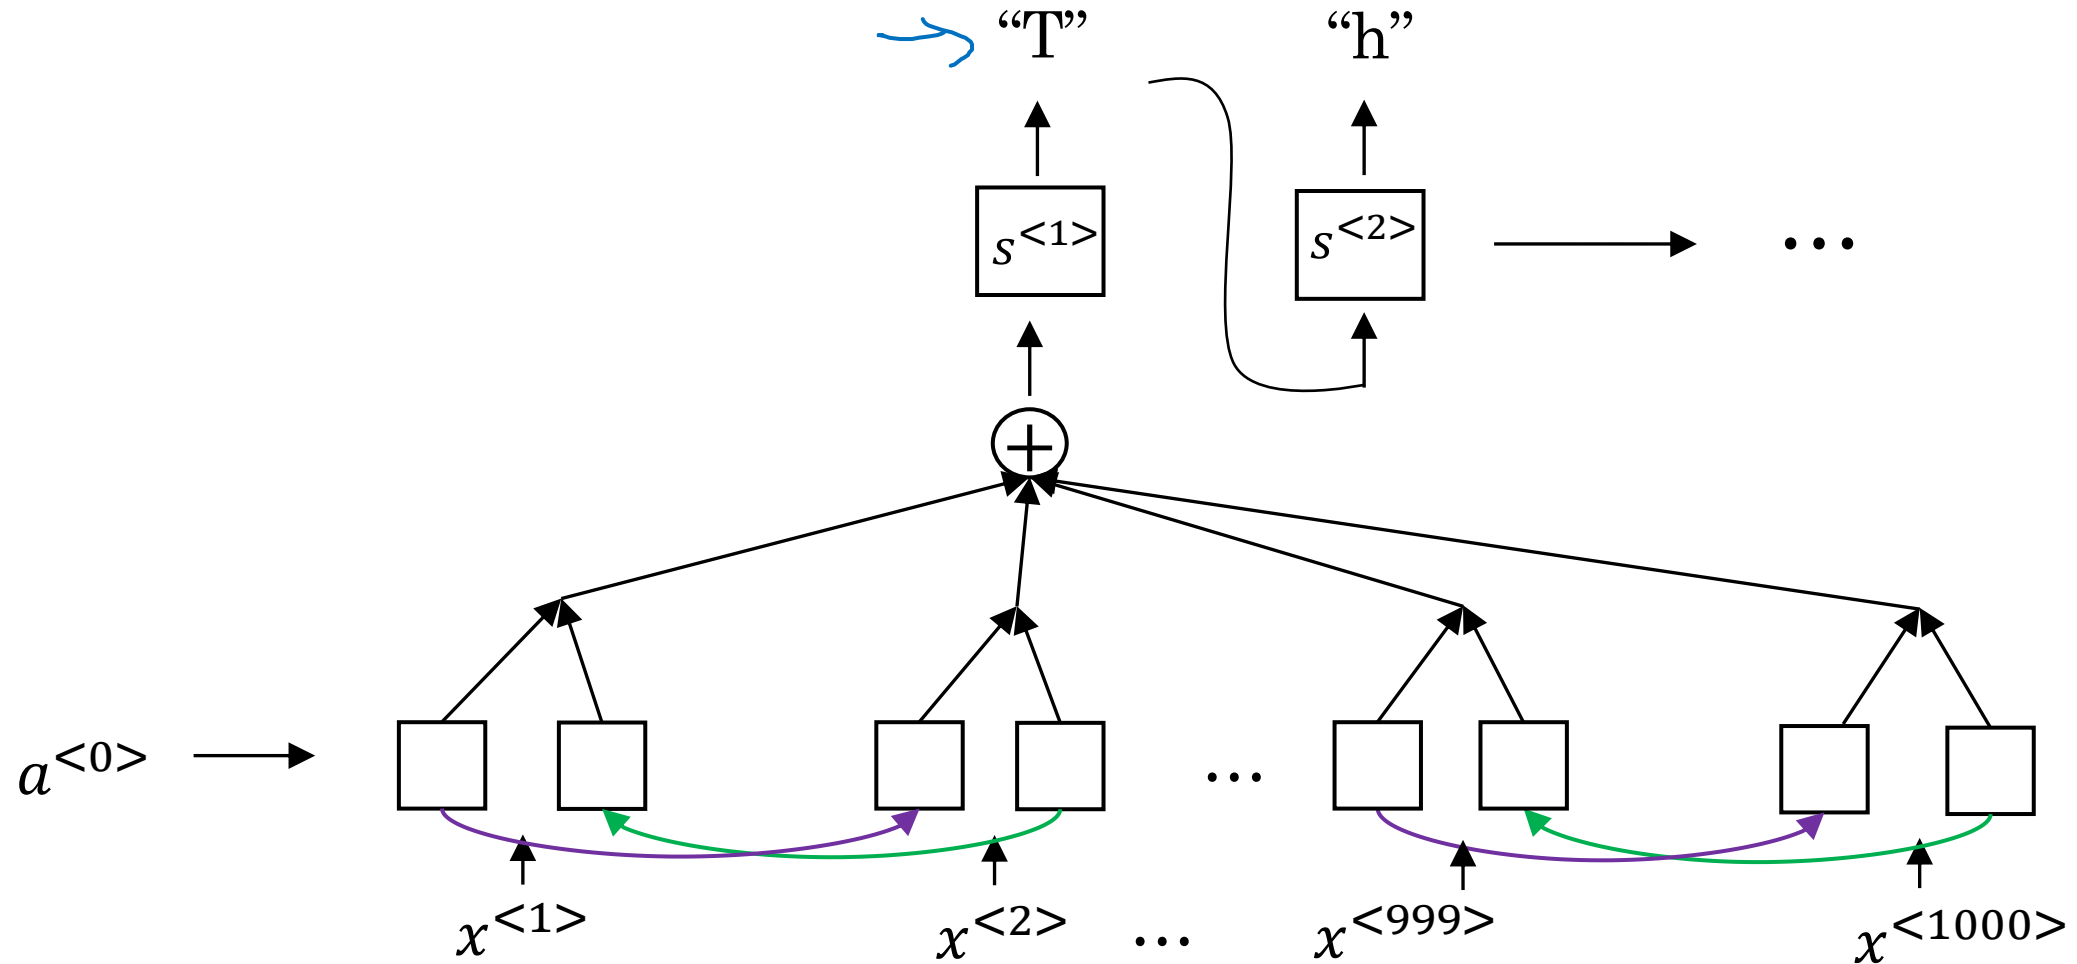 “T” “h”
s<1> s<2> ...
+
a<0> ...
x<1> x<2> ... x<999> x<1000>